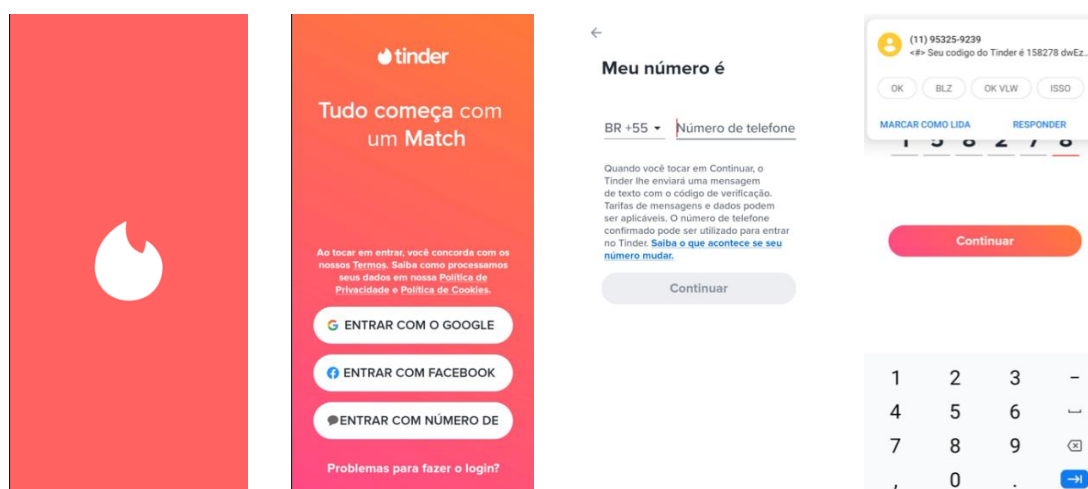 tinder
Tudo começa com
um Match
Ao tocar em entrar, você concorda com os
nossos Termos. Saiba como processamos
seus dados em nossa Política de
Privacidade e Política de Cookies.
G ENTRAR COM O GOOGLE
ENTRAR COM FACEBOOK
ENTRAR COM NÚMERO DE
Problemas para fazer o login?
←
Meu número é
BR +55
Número de telefone
Quando você tocar em Continuar, o
Tinder lhe enviará uma mensagem
de texto com o código de verificação.
Tarifas de mensagens e dados podem
ser aplicáveis. O número de telefone
confirmado pode ser utilizado para entrar
no Tinder. Saiba o que acontece se seu
número mudar.
Continuar
(11) 95325-9239
<#> Seu codigo do Tinder é 158278 dwEz...
OK BLZ OK VLW ISSO
MARCAR COMO LIDA RESPONDER
1 5 8 2 7 8
Continuar
1 2 3 –
4 5 6
7 8 9
, 0 .